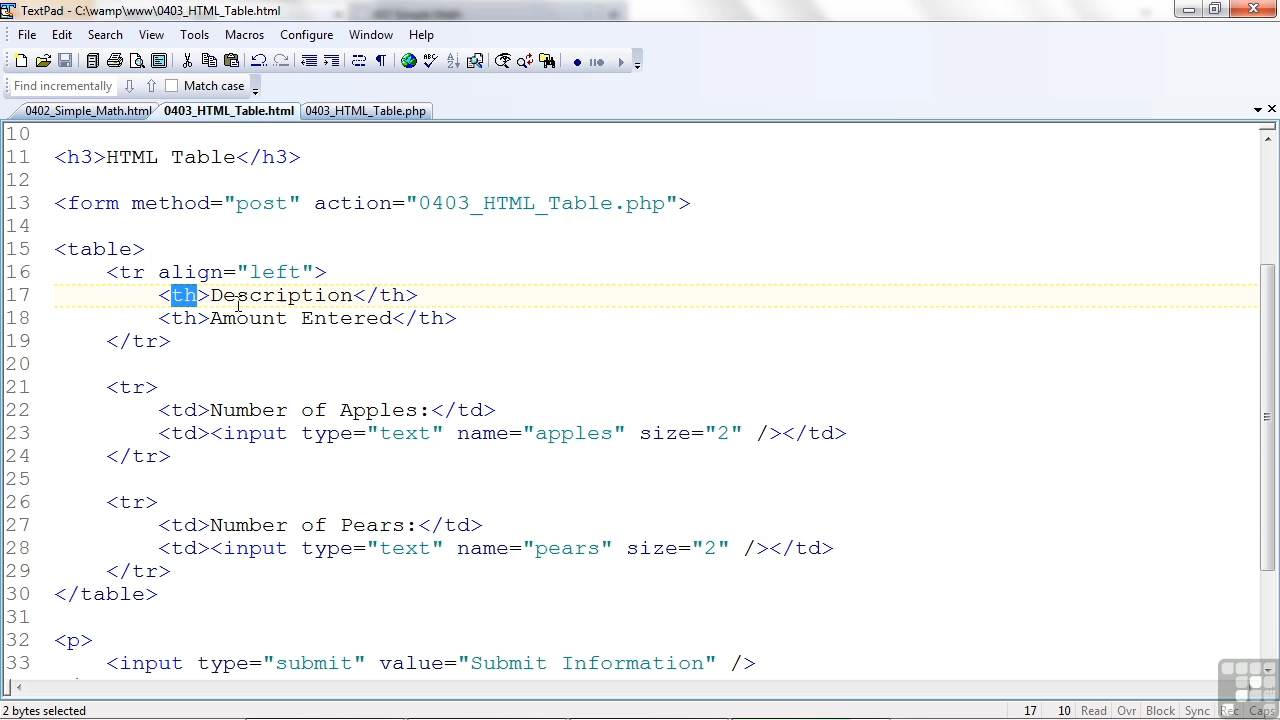 TextPad - C:\wamp\www\0403_HTML_Table.html
File Edit Search View Tools Macros Configure Window Help
Find incrementally Match case
0402_Simple_Math.html 0403_HTML_Table.html 0403_HTML_Table.php
10
11 <h3>HTML Table</h3>
12
13 <form method="post" action="0403_HTML_Table.php">
14
15 <table>
16 <tr align="left">
17 <th>Description</th>
18 <th>Amount Entered</th>
19 </tr>
20
21 <tr>
22 <td>Number of Apples:</td>
23 <td><input type="text" name="apples" size="2" /></td>
24 </tr>
25
26 <tr>
27 <td>Number of Pears:</td>
28 <td><input type="text" name="pears" size="2" /></td>
29 </tr>
30 </table>
31
32 <p>
33 <input type="submit" value="Submit Information" />
2 bytes selected 17 10 Read Ovr Block Sync Rec Caps